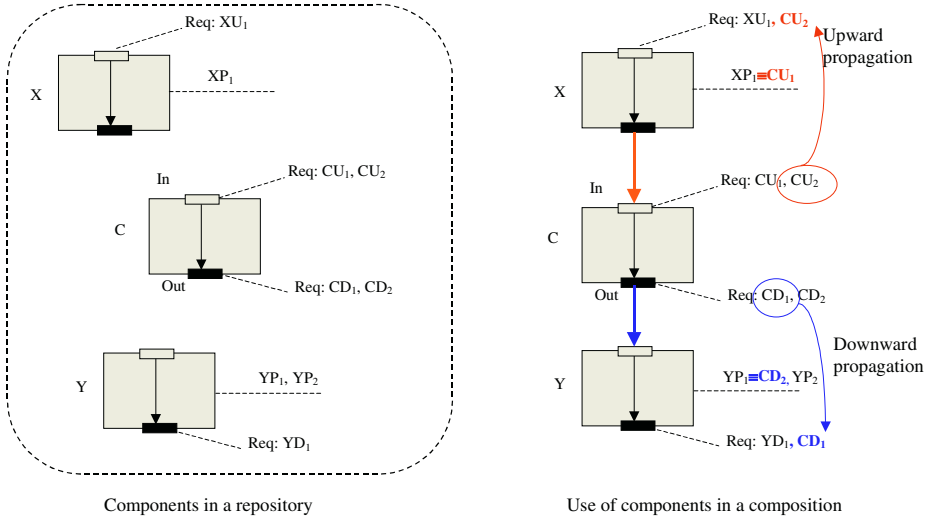 Req: XU₁
XP₁
X
Req: CU₁, CU₂
In
C
Out
Req: CD₁, CD₂
YP₁, YP₂
Y
Req: YD₁
Components in a repository
Req: XU₁, CU₂
Upward
propagation
XP₁≡CU₁
X
Req: CU₁, CU₂
In
C
Out
Req: CD₁, CD₂
Downward
propagation
YP₁≡CD₂, YP₂
Y
Req: YD₁, CD₁
Use of components in a composition